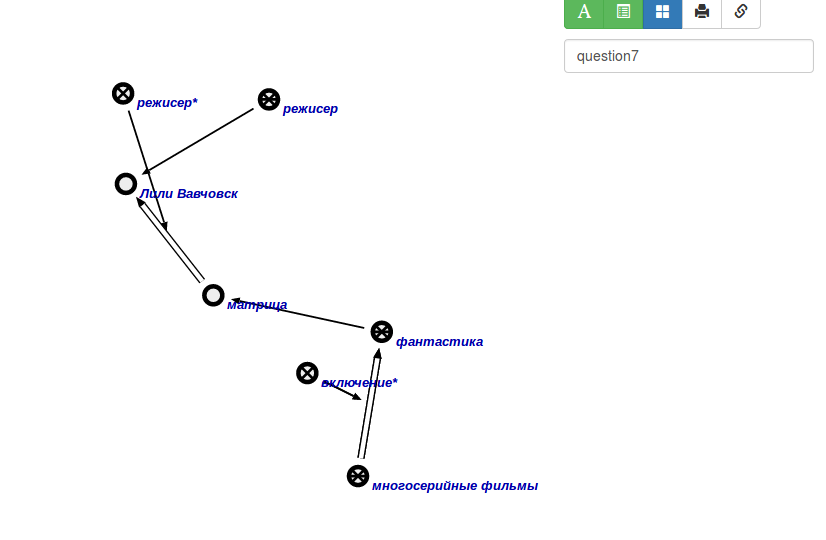 A
question7
режисер*
режисер
Лили Вавчовск
матрица
фантастика
включение*
многосерийные фильмы